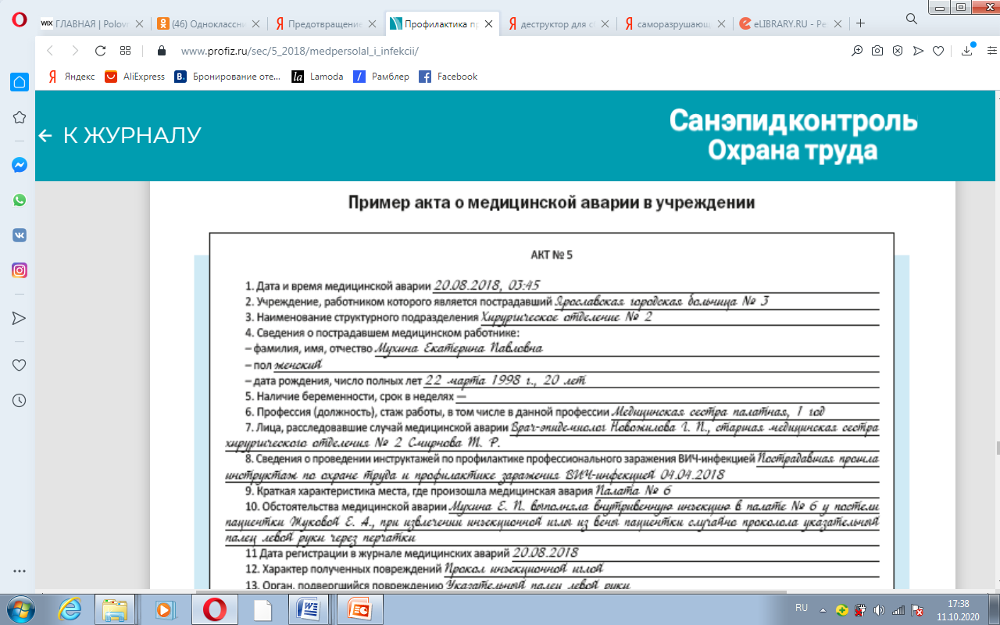 ГЛАВНАЯ | Polov
(46) Одноклассн
Предотвращение
Профилактика пр
деструктор для с
саморазрушающ
eLIBRARY.RU - Ре
www.profiz.ru/sec/5_2018/medpersolal_i_infekcii/
Яндекс
AliExpress
Бронирование оте...
Lamoda
Рамблер
Facebook
К ЖУРНАЛУ
Санэпидконтроль
Охрана труда
Пример акта о медицинской аварии в учреждении
АКТ № 5
1. Дата и время медицинской аварии 20.08.2018, 03:45
2. Учреждение, работником которого является пострадавший Ярославская городская больница № 3
3. Наименование структурного подразделения Хирургическое отделение № 2
4. Сведения о пострадавшем медицинском работнике:
– фамилия, имя, отчество Мухина Екатерина Павловна
– пол женский
– дата рождения, число полных лет 22 марта 1998 г., 20 лет
5. Наличие беременности, срок в неделях —
6. Профессия (должность), стаж работы, в том числе в данной профессии Медицинская сестра палатная, 1 год
7. Лица, расследовавшие случай медицинской аварии Врач-эпидемиолог Новожилова Г. П., старшая медицинская сестра
хирургического отделения № 2 Смирнова Т. Р.
8. Сведения о проведении инструктажей по профилактике профессионального заражения ВИЧ-инфекцией Пострадавшая прошла
инструктаж по охране труда и профилактике заражения ВИЧ-инфекцией 04.04.2018
9. Краткая характеристика места, где произошла медицинская авария Палата № 6
10. Обстоятельства медицинской аварии Мухина Е. П. выполняла внутривенную инъекцию в палате № 6 у постели
пациентки Жуковой Е. А., при извлечении инъекционной иглы из вены пациентки случайно проколола указательный
палец левой руки через перчатки
11 Дата регистрации в журнале медицинских аварий 20.08.2018
12. Характер полученных повреждений Прокол инъекционной иглой
13. Орган, подвергшийся повреждению Указательный палец левой руки
RU
17:38
11.10.2020